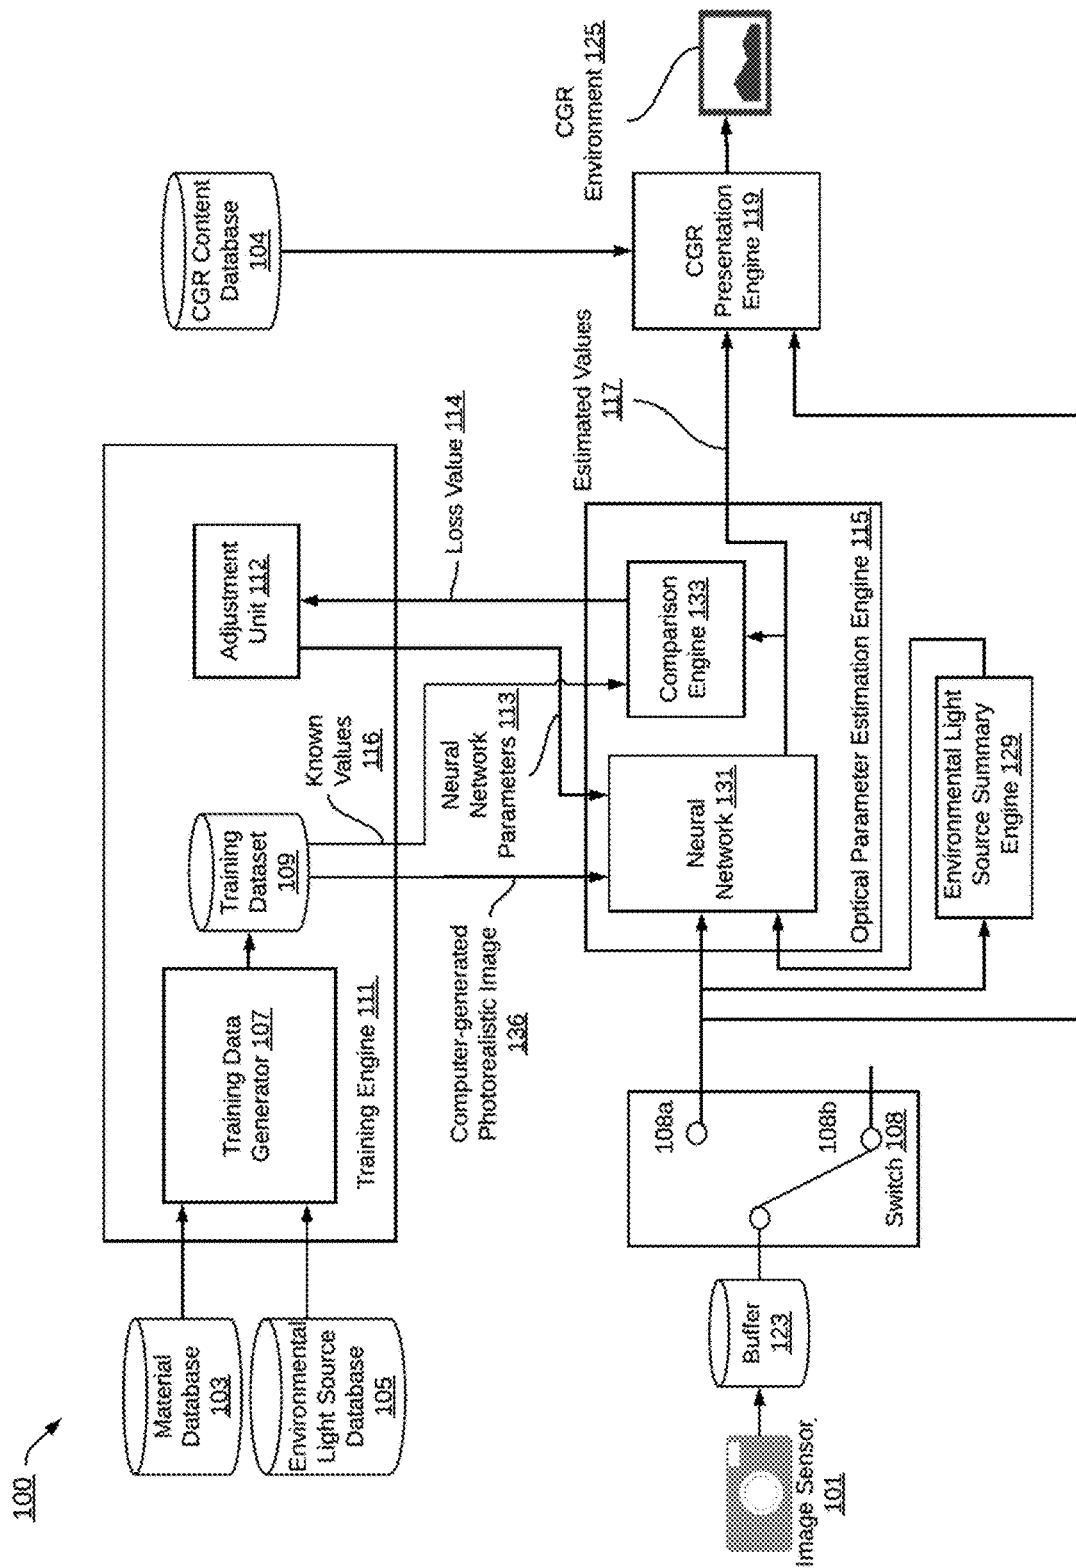 100
Material
Database
103
Environmental
Light Source
Database
105
Training Data
Generator 107
Training Engine 111
Training
Dataset
109
Known
Values
116
Adjustment
Unit 112
Loss Value 114
CGR Content
Database
104
Computer-generated
Photorealistic Image
136
Neural
Network
Parameters 113
Estimated Values
117
CGR
Environment 125
Image Sensor,
101
Buffer
123
108a
108b
Switch 108
Neural
Network 131
Comparison
Engine 133
Optical Parameter Estimation Engine 115
Environmental Light
Source Summary
Engine 129
CGR
Presentation
Engine 119